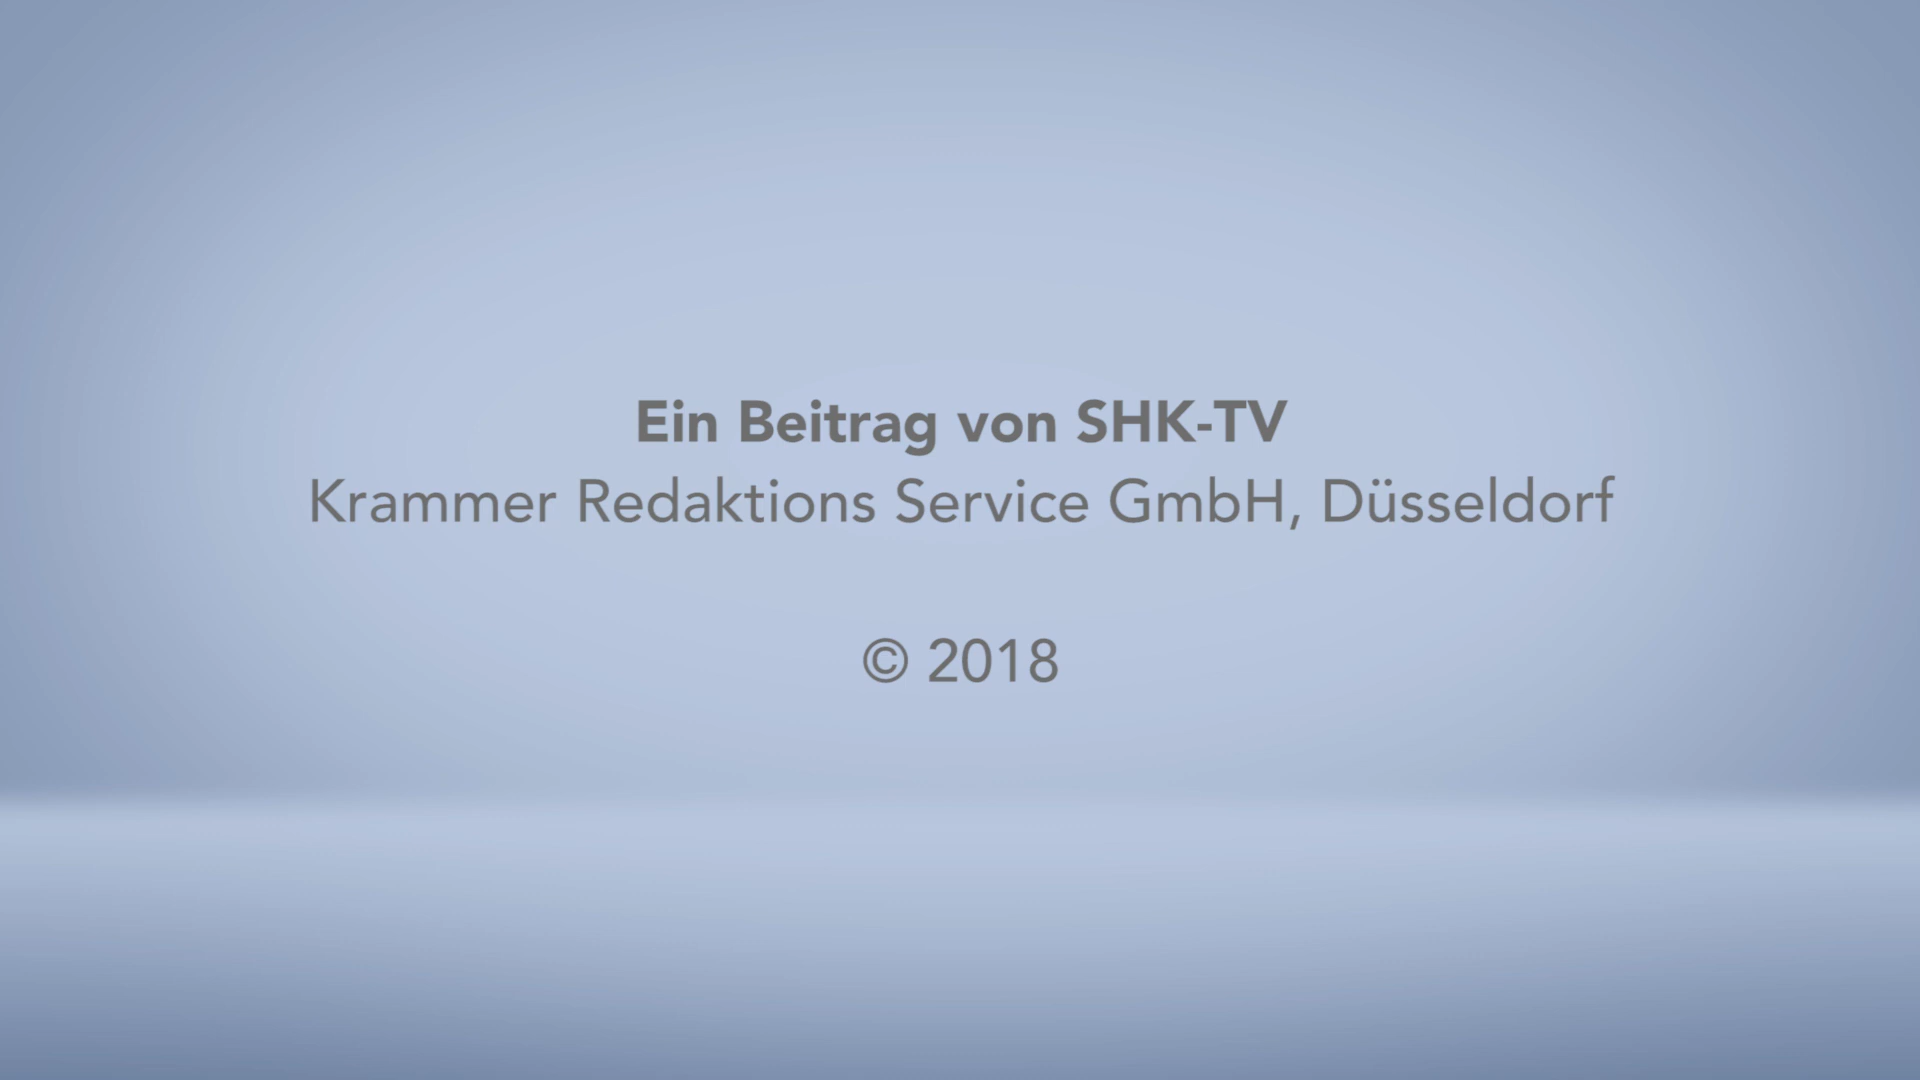 Ein Beitrag von SHK-TV
Krammer Redaktions Service GmbH, Düsseldorf
© 2018